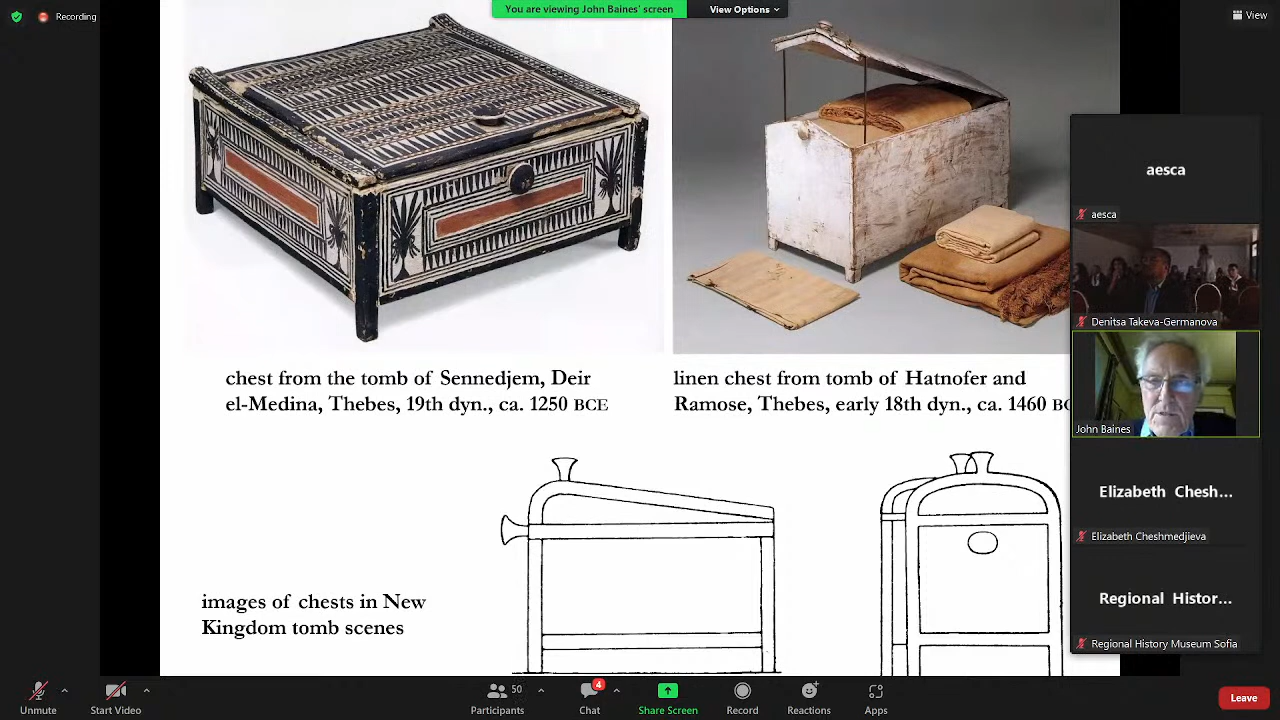 Recording
You are viewing John Baines' screen
View Options
View
aesca
aesca
Denitsa Takeva-Germanova
John Baines
Elizabeth Chesh...
Elizabeth Cheshmedjieva
Regional Histor...
Regional History Museum Sofia
chest from the tomb of Sennedjem, Deir
el-Medina, Thebes, 19th dyn., ca. 1250 BCE
linen chest from tomb of Hatnofer and
Ramose, Thebes, early 18th dyn., ca. 1460
images of chests in New
Kingdom tomb scenes
Unmute
Start Video
50
Participants
4
Chat
Share Screen
Record
Reactions
Apps
Leave